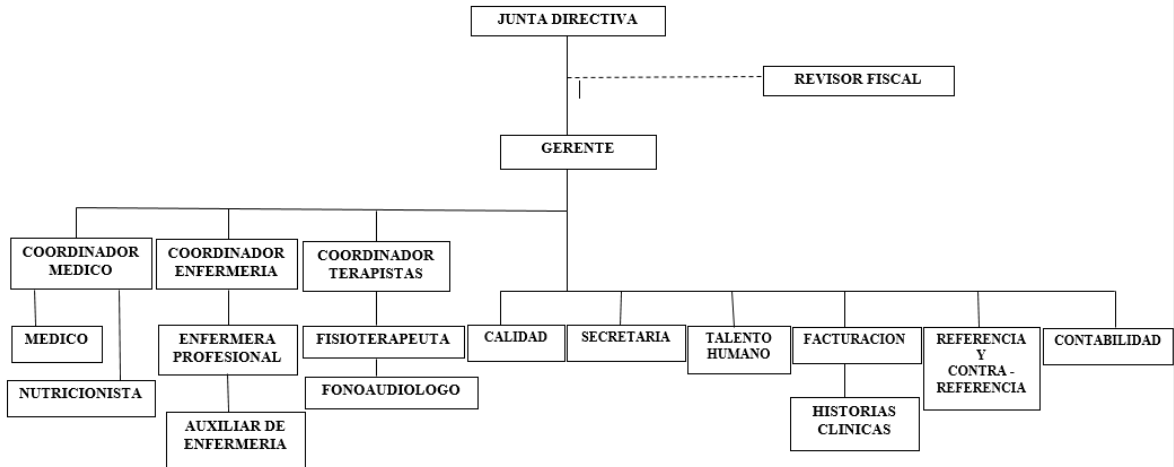 JUNTA DIRECTIVA
REVISOR FISCAL
GERENTE
COORDINADOR
MEDICO
COORDINADOR
ENFERMERIA
COORDINADOR
TERAPISTAS
MEDICO
NUTRICIONISTA
ENFERMERA
PROFESIONAL
AUXILIAR DE
ENFERMERIA
FISIOTERAPEUTA
FONOAUDIOLOGO
CALIDAD
SECRETARIA
TALENTO
HUMANO
FACTURACION
HISTORIAS
CLINICAS
REFERENCIA
Y
CONTRA -
REFERENCIA
CONTABILIDAD